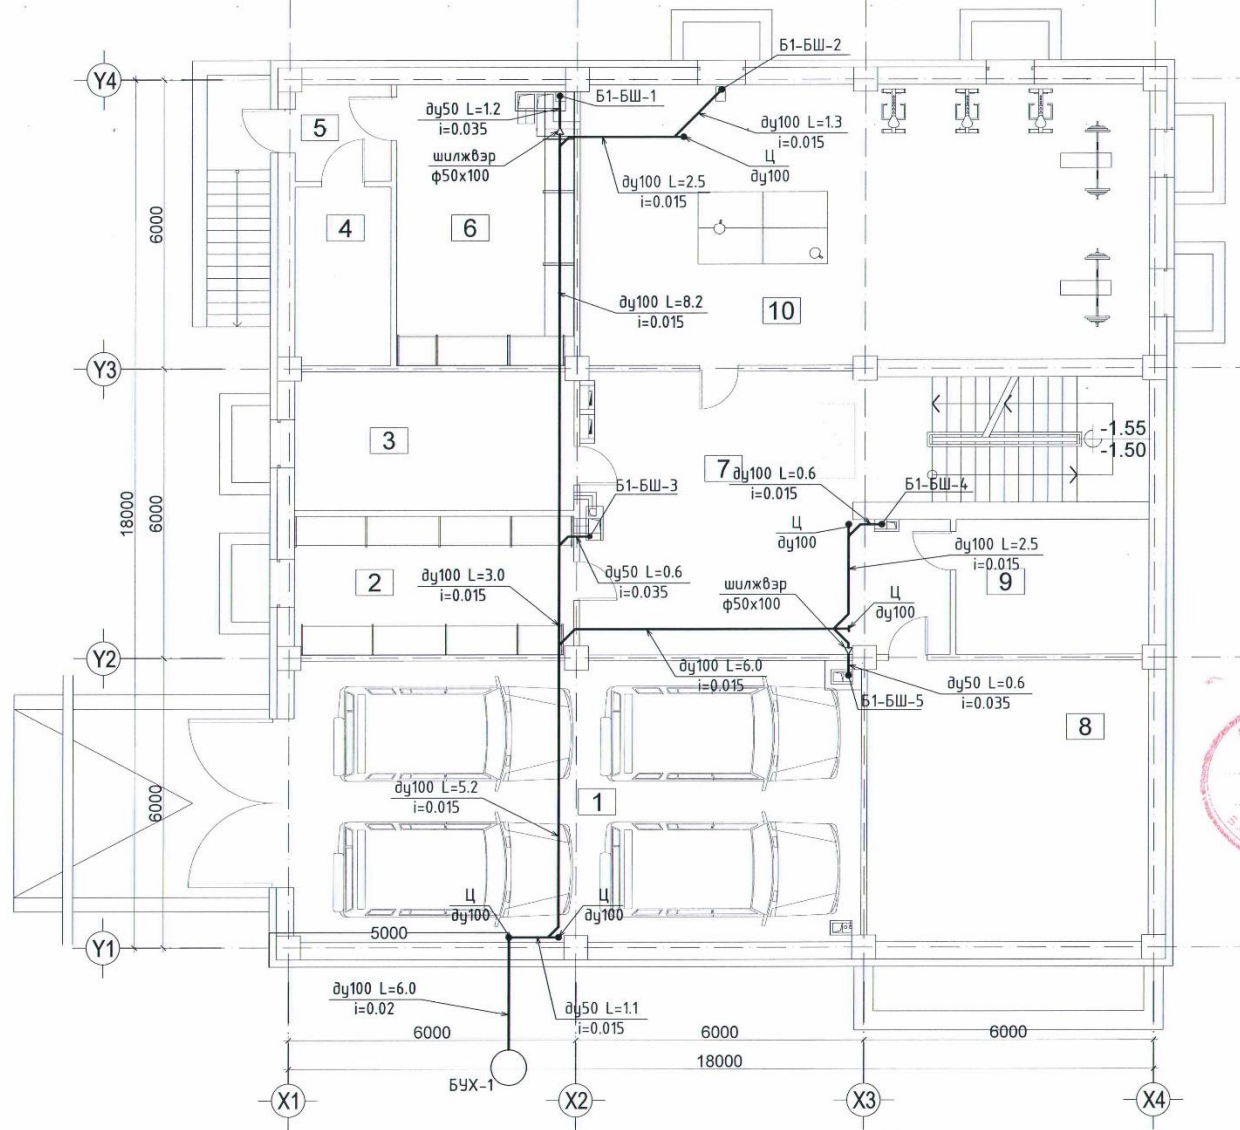 Y4
Б1-БШ-2
ду50 L=1.2
i=0.035
Б1-БШ-1
ду100 L=1.3
i=0.015
5
шилжвэр
ф50x100
Ц
ду100
ду100 L=2.5
i=0.015
6000
4
6
ду100 L=8.2
i=0.015
10
Y3
3
-1.55
-1.50
7
ду100 L=0.6
i=0.015
Б1-БШ-3
Б1-БШ-4
18000
6000
Ц
ду100
ду100 L=2.5
i=0.015
2
ду100 L=3.0
i=0.015
ду50 L=0.6
i=0.035
шилжвэр
ф50x100
Ц
ду100
9
Y2
ду100 L=6.0
i=0.015
ду50 L=0.6
i=0.035
Б1-БШ-5
8
6000
ду100 L=5.2
i=0.015
1
Ц
ду100
Ц
ду100
Y1
5000
ду100 L=6.0
i=0.02
ду50 L=1.1
i=0.015
6000
6000
6000
18000
БУХ-1
X1
X2
X3
X4